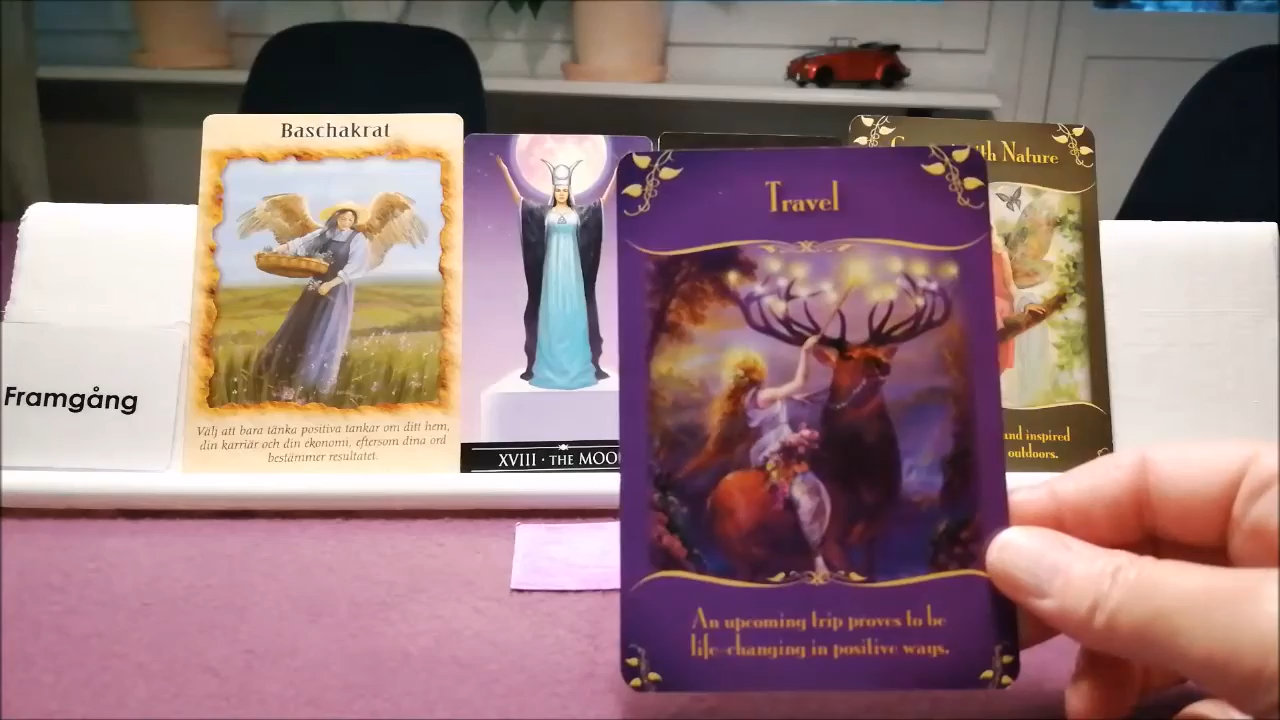 Framgång
Baschakrat
Välj att bara tänka positiva tankar om ditt hem,
din karriär och din ekonomi, eftersom dina ord
bestämmer resultatet.
XVIII · THE MOO
Travel
An upcoming trip proves to be
life-changing in positive ways.
with Nature
and inspired
outdoors.